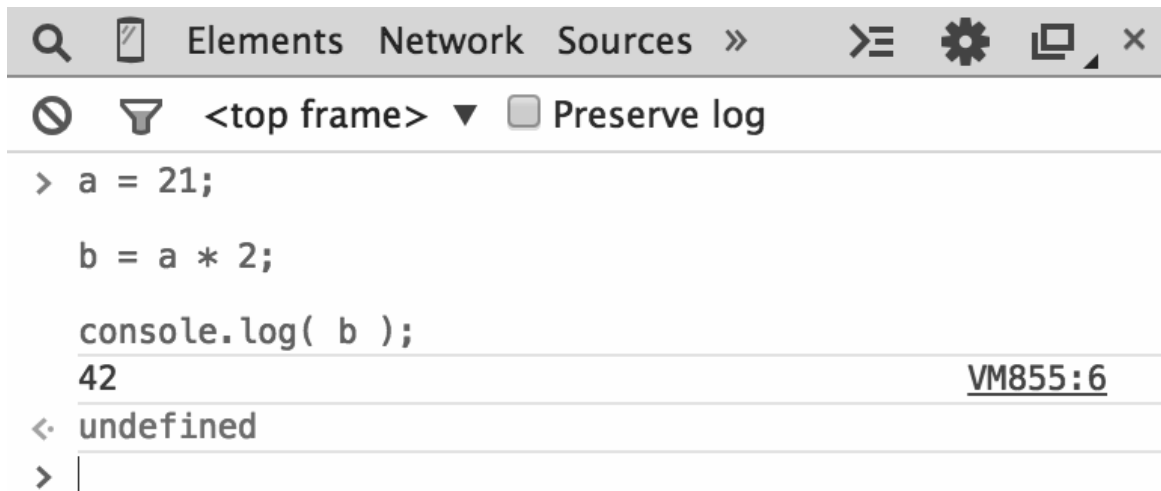 Elements Network Sources »
<top frame> ▼ Preserve log
> a = 21;
b = a * 2;
console.log( b );
42 VM855:6
undefined
>